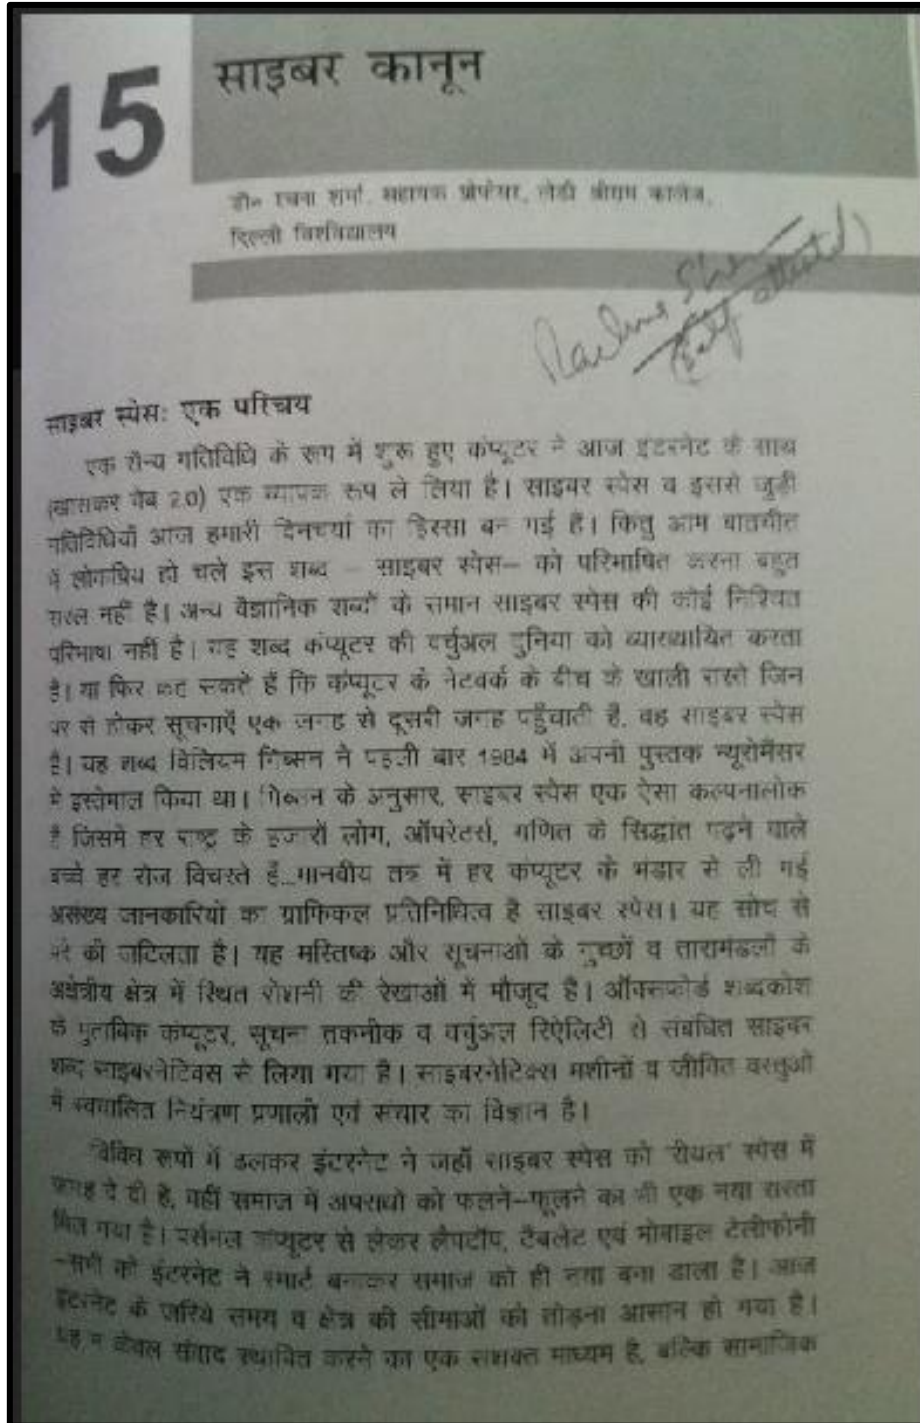 15
साइबर कानून
डॉ॰ रचना शर्मा, सहायक प्रोफेसर, लेडी श्रीराम कालेज,
दिल्ली विश्वविद्यालय
(Self attested)
साइबर स्पेसः एक परिचय
एक सैन्य गतिविधि के रूप में शुरू हुए कंप्यूटर ने आज इंटरनेट के साथ
(खासकर वेब 2.0) एक व्यापक रूप ले लिया है। साइबर स्पेस व इससे जुड़ी
गतिविधियाँ आज हमारी दिनचर्या का हिस्सा बन गई हैं। किंतु आम बातचीत
में लोकप्रिय हो चले इस शब्द – साइबर स्पेस– को परिभाषित करना बहुत
सरल नहीं है। अन्य वैज्ञानिक शब्दों के समान साइबर स्पेस की कोई निश्चित
परिभाषा नहीं है। यह शब्द कंप्यूटर की वर्चुअल दुनिया को व्याख्यायित करता
है। या फिर कह सकते हैं कि कंप्यूटर के नेटवर्क के बीच के खाली रास्ते जिन
पर से होकर सूचनाएँ एक जगह से दूसरी जगह पहुँचाती है, वह साइबर स्पेस
है। यह शब्द विलियम गिब्सन ने पहली बार 1984 में अपनी पुस्तक न्यूरोमैंसर
में इस्तेमाल किया था। गिब्सन के अनुसार, साइबर स्पेस एक ऐसा कल्पनालोक
है जिसमे हर राष्ट्र के हजारों लोग, ऑपरेटर्स, गणित के सिद्धांत पढ़ने वाले
बच्चे हर रोज विचरते हैं...मानवीय तंत्र में हर कंप्यूटर के भंडार से ली गई
असंख्य जानकारियों का ग्राफिकल प्रतिनिधित्व है साइबर स्पेस। यह सोच से
परे की जटिलता है। यह मस्तिष्क और सूचनाओं के गुच्छों व तारामंडलों के
अक्षेत्रीय क्षेत्र में स्थित रोशनी की रेखाओं में मौजूद है। ऑक्सफोर्ड शब्दकोश
के मुताबिक कंप्यूटर, सूचना तकनीक व वर्चुअल रिऐलिटी से संबंधित साइबर
शब्द साइबरनेटिक्स से लिया गया है। साइबरनेटिक्स मशीनों व जीवित वस्तुओं
में स्वचालित नियंत्रण प्रणाली एवं संचार का विज्ञान है।
विविध रूपों में ढलकर इंटरनेट ने जहाँ साइबर स्पेस को 'रीयल' स्पेस में
जगह दे दी है, वहीं समाज में अपराधों को फलने–फूलने का भी एक नया रास्ता
मिल गया है। पर्सनल कंप्यूटर से लेकर लैपटॉप, टैबलेट एवं मोबाइल टेलीफोनी
–सभी को इंटरनेट ने स्मार्ट बनाकर समाज को ही नया बना डाला है। आज
इंटरनेट के जरिये समय व क्षेत्र की सीमाओं को तोड़ना आसान हो गया है।
यह न केवल संवाद स्थापित करने का एक सशक्त माध्यम है, बल्कि सामाजिक